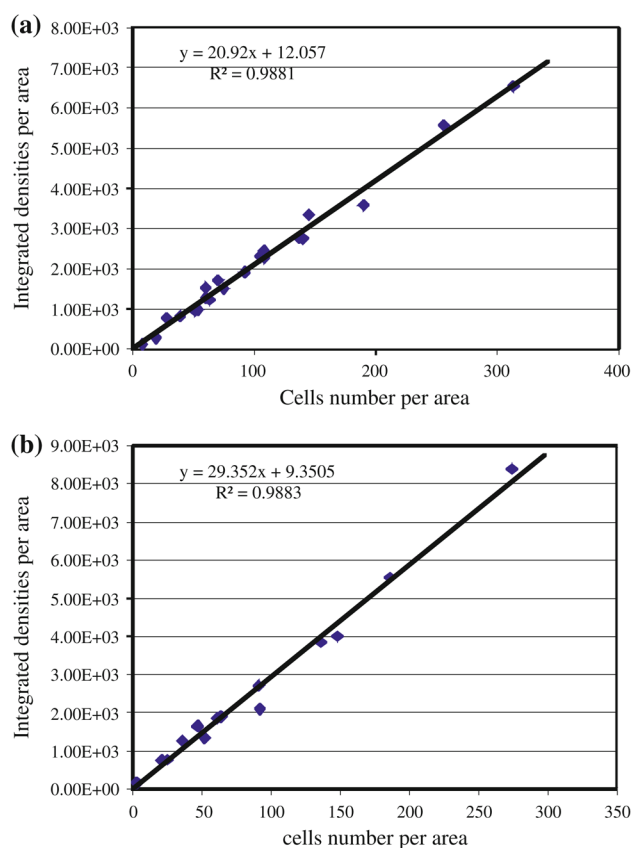 (a)
8.00E+03
7.00E+03
6.00E+03
5.00E+03
4.00E+03
3.00E+03
2.00E+03
1.00E+03
0.00E+00
Integrated densities per area
y = 20.92x + 12.057
R² = 0.9881
0 100 200 300 400
Cells number per area
(b)
9.00E+03
8.00E+03
7.00E+03
6.00E+03
5.00E+03
4.00E+03
3.00E+03
2.00E+03
1.00E+03
0.00E+00
Integrated densities per area
y = 29.352x + 9.3505
R² = 0.9883
0 50 100 150 200 250 300 350
cells number per area